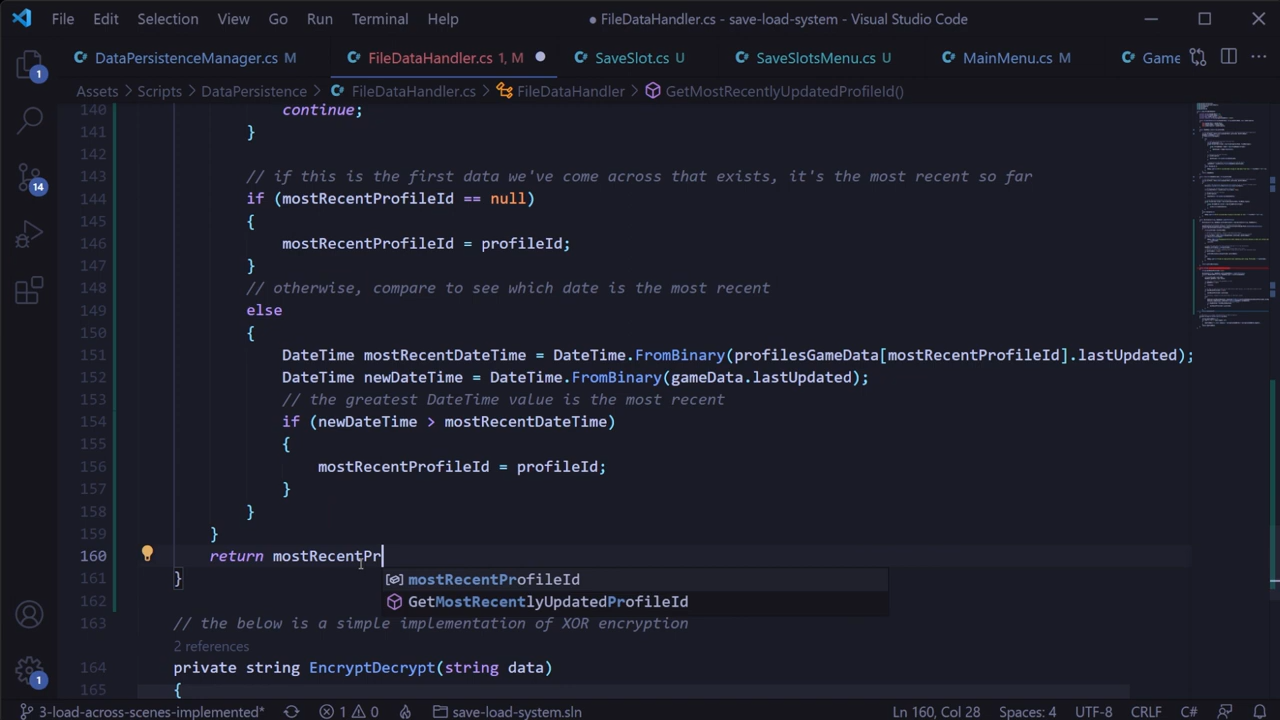 File Edit Selection View Go Run Terminal Help ● FileDataHandler.cs - save-load-system - Visual Studio Code
DataPersistenceManager.cs M FileDataHandler.cs 1, M SaveSlot.cs U SaveSlotsMenu.cs U MainMenu.cs M Game
Assets > Scripts > DataPersistence > FileDataHandler.cs > FileDataHandler > GetMostRecentlyUpdatedProfileId()
140 continue;
141 }
142
143 // if this is the first data we've come across that exists, it's the most recent so far
144 if (mostRecentProfileId == null)
145 {
146 mostRecentProfileId = profileId;
147 }
148 // otherwise, compare to see which date is the most recent
149 else
150 {
151 DateTime mostRecentDateTime = DateTime.FromBinary(profilesGameData[mostRecentProfileId].lastUpdated);
152 DateTime newDateTime = DateTime.FromBinary(gameData.lastUpdated);
153 // the greatest DateTime value is the most recent
154 if (newDateTime > mostRecentDateTime)
155 {
156 mostRecentProfileId = profileId;
157 }
158 }
159 }
160 return mostRecentPr
mostRecentProfileId
161 }
GetMostRecentlyUpdatedProfileId
162
163 // the below is a simple implementation of XOR encryption
2 references
164 private string EncryptDecrypt(string data)
165 {
1
14
1
3-load-across-scenes-implemented* 1 0 save-load-system.sln Ln 160, Col 28 Spaces: 4 UTF-8 CRLF C#